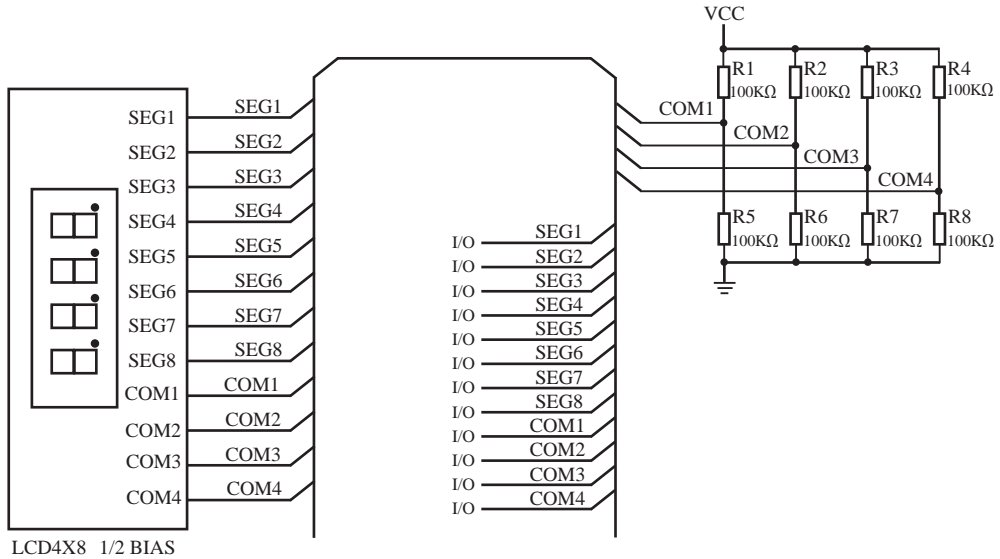 VCC
R1
100KΩ
R2
100KΩ
R3
100KΩ
R4
100KΩ
COM1
COM2
COM3
COM4
R5
100KΩ
R6
100KΩ
R7
100KΩ
R8
100KΩ
SEG1 SEG1
SEG2 SEG2
SEG3 SEG3
SEG4 SEG4
SEG5 SEG5
SEG6 SEG6
SEG7 SEG7
SEG8 SEG8
COM1 COM1
COM2 COM2
COM3 COM3
COM4 COM4
I/O SEG1
I/O SEG2
I/O SEG3
I/O SEG4
I/O SEG5
I/O SEG6
I/O SEG7
I/O SEG8
I/O COM1
I/O COM2
I/O COM3
I/O COM4
LCD4X8 1/2 BIAS